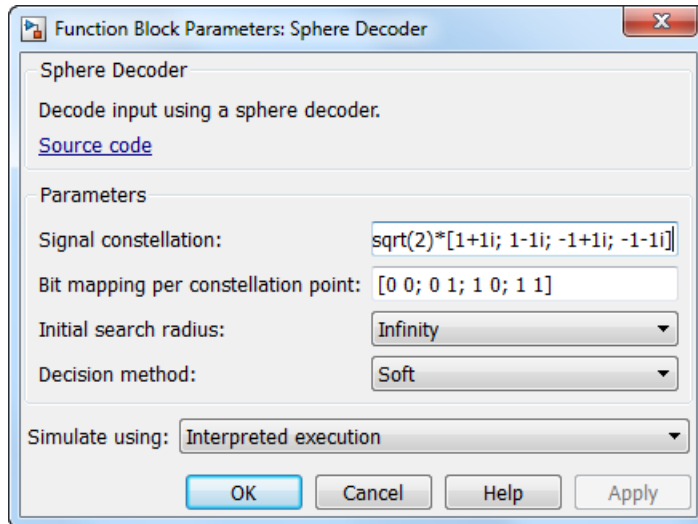 Function Block Parameters: Sphere Decoder
Sphere Decoder
Decode input using a sphere decoder.
Source code
Parameters
Signal constellation: sqrt(2)*[1+1i; 1-1i; -1+1i; -1-1i]
Bit mapping per constellation point: [0 0; 0 1; 1 0; 1 1]
Initial search radius: Infinity
Decision method: Soft
Simulate using: Interpreted execution
OK Cancel Help Apply